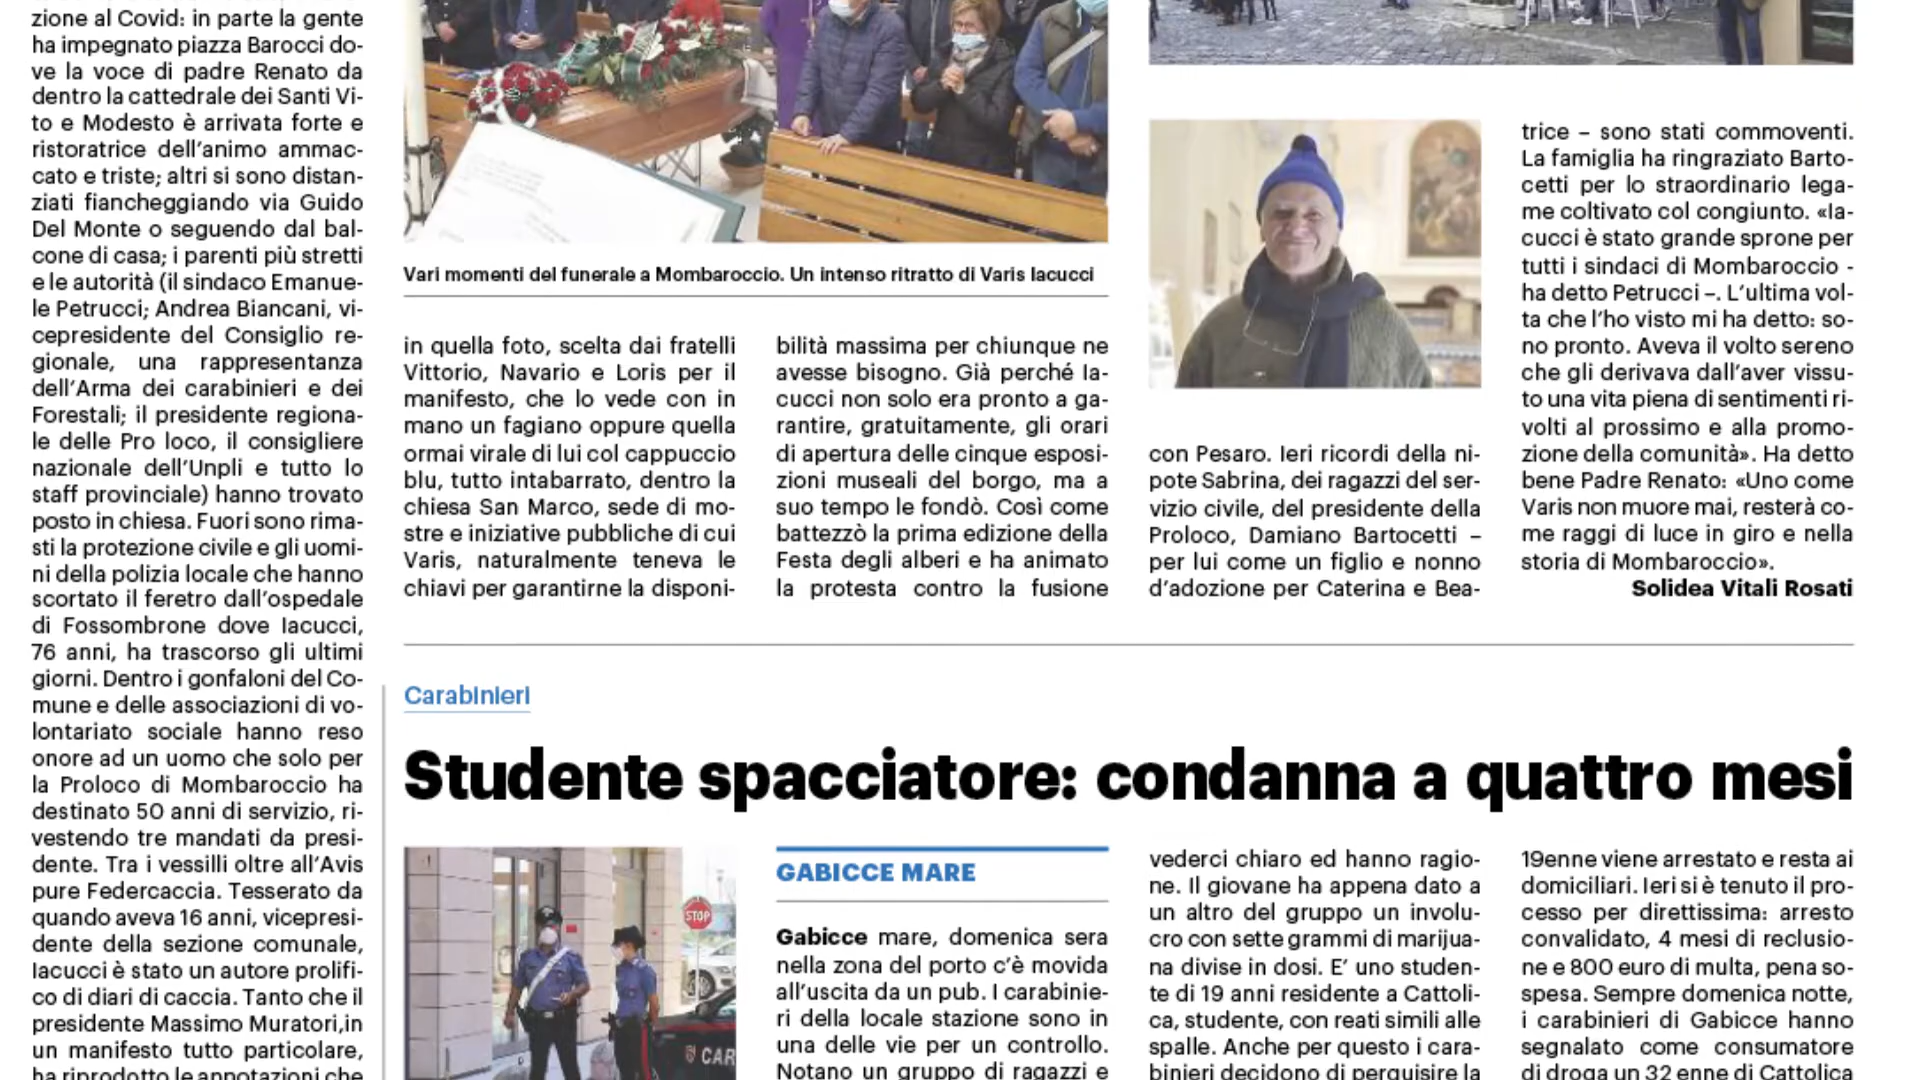 zione al Covid: in parte la gente
ha impegnato piazza Barocci do-
ve la voce di padre Renato da
dentro la cattedrale dei Santi Vi-
to e Modesto è arrivata forte e
ristoratrice dell'animo ammac-
cato e triste; altri si sono distan-
ziati fiancheggiando via Guido
Del Monte o seguendo dal bal-
cone di casa; i parenti più stretti
e le autorità (il sindaco Emanue-
le Petrucci; Andrea Biancani, vi-
cepresidente del Consiglio re-
gionale, una rappresentanza
dell'Arma dei carabinieri e dei
Forestali; il presidente regiona-
le delle Pro loco, il consigliere
nazionale dell'Unpli e tutto lo
staff provinciale) hanno trovato
posto in chiesa. Fuori sono rima-
sti la protezione civile e gli uomi-
ni della polizia locale che hanno
scortato il feretro dall'ospedale
di Fossombrone dove Iacucci,
76 anni, ha trascorso gli ultimi
giorni. Dentro i gonfaloni del Co-
mune e delle associazioni di vo-
lontariato sociale hanno reso
onore ad un uomo che solo per
la Proloco di Mombaroccio ha
destinato 50 anni di servizio, ri-
vestendo tre mandati da presi-
dente. Tra i vessilli oltre all'Avis
pure Federcaccia. Tesserato da
quando aveva 16 anni, vicepresi-
dente della sezione comunale,
Iacucci è stato un autore prolifi-
co di diari di caccia. Tanto che il
presidente Massimo Muratori,in
un manifesto tutto particolare,
ha riprodotto le annotazioni che
Vari momenti del funerale a Mombaroccio. Un intenso ritratto di Varis Iacucci
in quella foto, scelta dai fratelli
Vittorio, Navario e Loris per il
manifesto, che lo vede con in
mano un fagiano oppure quella
ormai virale di lui col cappuccio
blu, tutto intabarrato, dentro la
chiesa San Marco, sede di mo-
stre e iniziative pubbliche di cui
Varis, naturalmente teneva le
chiavi per garantirne la disponi-
bilità massima per chiunque ne
avesse bisogno. Già perché Ia-
cucci non solo era pronto a ga-
rantire, gratuitamente, gli orari
di apertura delle cinque esposi-
zioni museali del borgo, ma a
suo tempo le fondò. Così come
battezzò la prima edizione della
Festa degli alberi e ha animato
la protesta contro la fusione
con Pesaro. Ieri ricordi della ni-
pote Sabrina, dei ragazzi del ser-
vizio civile, del presidente della
Proloco, Damiano Bartocetti –
per lui come un figlio e nonno
d'adozione per Caterina e Bea-
trice – sono stati commoventi.
La famiglia ha ringraziato Barto-
cetti per lo straordinario lega-
me coltivato col congiunto. «Ia-
cucci è stato grande sprone per
tutti i sindaci di Mombaroccio -
ha detto Petrucci –. L'ultima vol-
ta che l'ho visto mi ha detto: so-
no pronto. Aveva il volto sereno
che gli derivava dall'aver vissu-
to una vita piena di sentimenti ri-
volti al prossimo e alla promo-
zione della comunità». Ha detto
bene Padre Renato: «Uno come
Varis non muore mai, resterà co-
me raggi di luce in giro e nella
storia di Mombaroccio».
Solidea Vitali Rosati
Carabinieri
Studente spacciatore: condanna a quattro mesi
STOP
CAR
GABICCE MARE
Gabicce mare, domenica sera
nella zona del porto c'è movida
all'uscita da un pub. I carabinie-
ri della locale stazione sono in
una delle vie per un controllo.
Notano un gruppo di ragazzi e
vederci chiaro ed hanno ragio-
ne. Il giovane ha appena dato a
un altro del gruppo un involu-
cro con sette grammi di marijua-
na divise in dosi. E' uno studen-
te di 19 anni residente a Cattoli-
ca, studente, con reati simili alle
spalle. Anche per questo i cara-
binieri decidono di perquisire la
19enne viene arrestato e resta ai
domiciliari. Ieri si è tenuto il pro-
cesso per direttissima: arresto
convalidato, 4 mesi di reclusio-
ne e 800 euro di multa, pena so-
spesa. Sempre domenica notte,
i carabinieri di Gabicce hanno
segnalato come consumatore
di droga un 32 enne di Cattolica